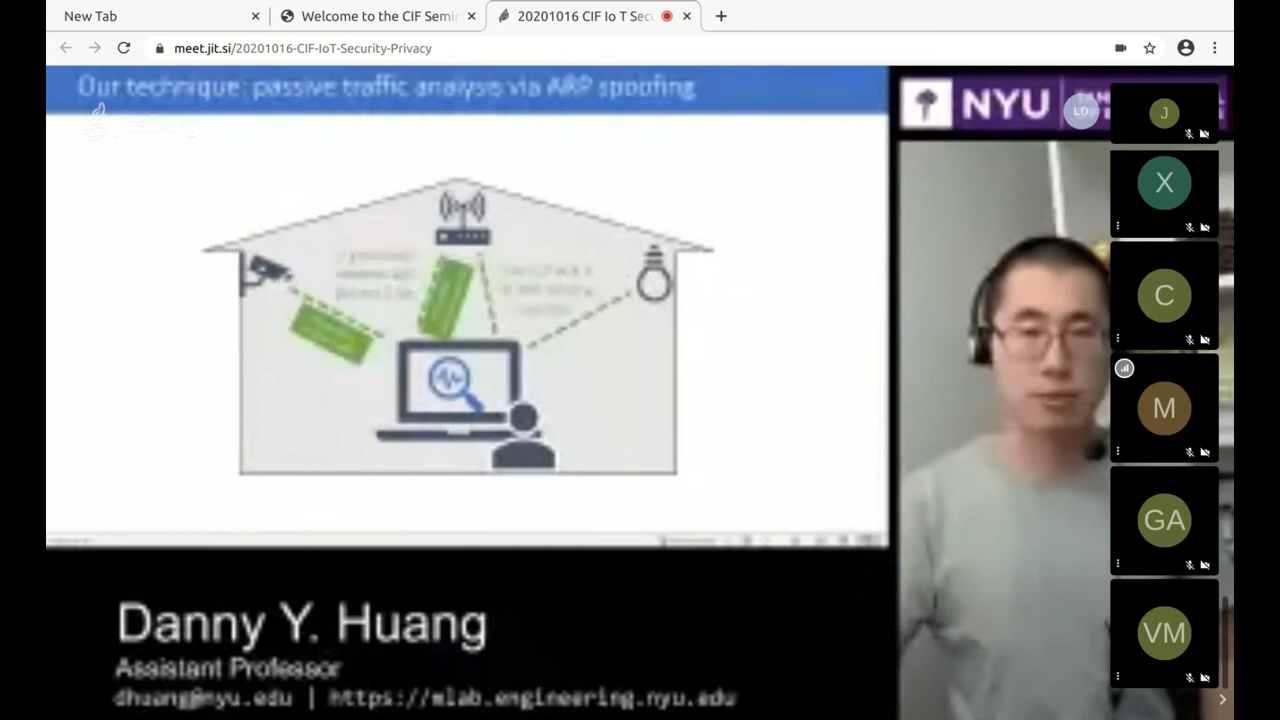 New Tab
Welcome to the CIF Semi
20201016 CIF Io T Sec
meet.jit.si/20201016-CIF-IoT-Security-Privacy
Our technique: passive traffic analysis via ARP spoofing
NYU
LD
J
X
C
M
GA
VM
Danny Y. Huang
Assistant Professor
dhuang@nyu.edu | https://mlab.engineering.nyu.edu